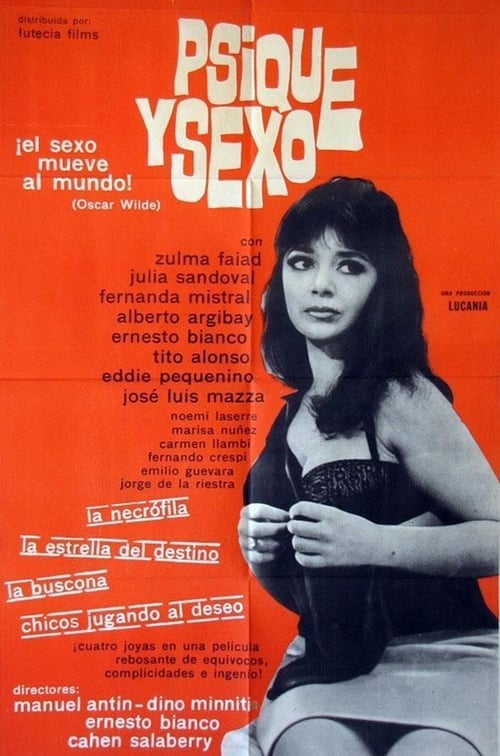 distribuida por:
lutecia films
PSIQUE
Y SEXO
¡el sexo
mueve
al mundo!
(Oscar Wilde)
con
zulma faiad
julia sandoval
fernanda mistral
alberto argibay
ernesto bianco
tito alonso
eddie pequenino
josé luis mazza
noemi laserre
marisa nuñez
carmen llambi
fernando crespi
emilio guevara
jorge de la riestra
UNA PRODUCCION
LUCANIA
la necrófila
la estrella del destino
la buscona
chicos jugando al deseo
¡cuatro joyas en una película
rebosante de equivocos,
complicidades e ingenio!
directores:
manuel antin - dino minniti
ernesto bianco
cahen salaberry